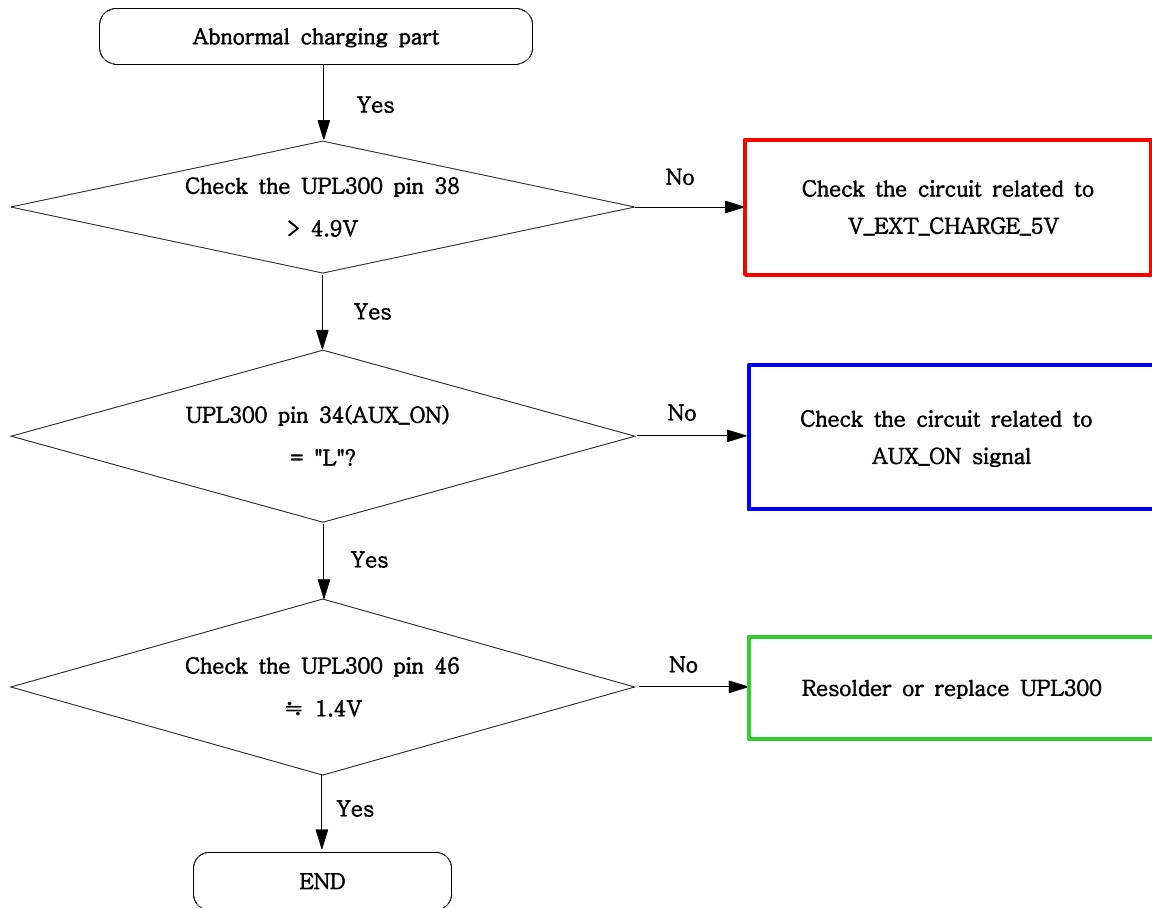 Abnormal charging part
Yes
Check the UPL300 pin 38
> 4.9V
No
Check the circuit related to
V_EXT_CHARGE_5V
Yes
UPL300 pin 34(AUX_ON)
= "L"?
No
Check the circuit related to
AUX_ON signal
Yes
Check the UPL300 pin 46
≒ 1.4V
No
Resolder or replace UPL300
Yes
END